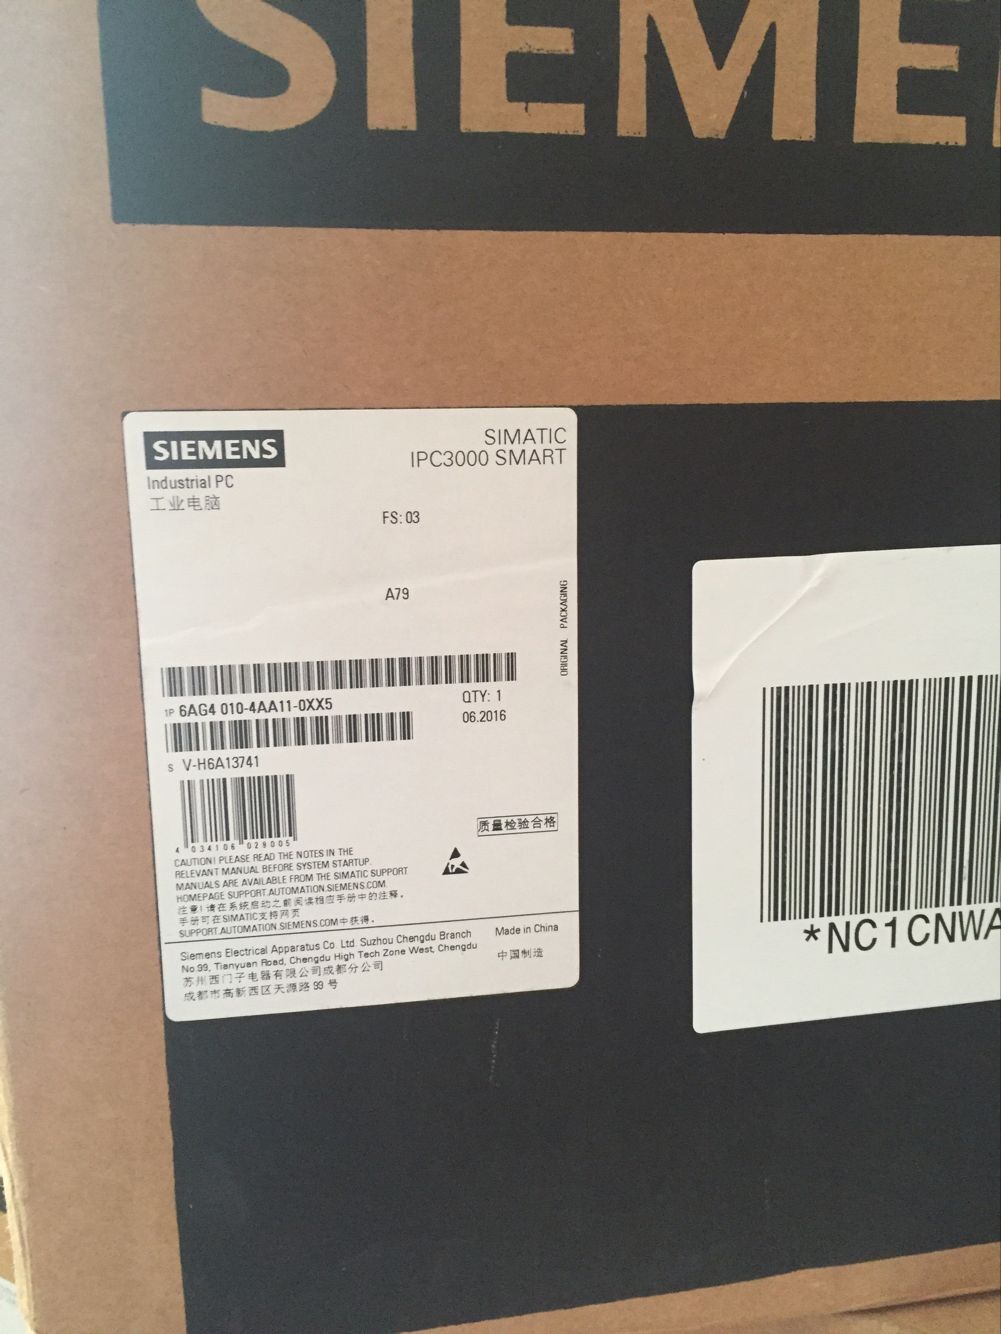 SIEME
SIEMENS
SIMATIC
IPC3000 SMART
Industrial PC
工业电脑
FS: 03
A79
ORIGINAL PACKAGING
1P 6AG4 010-4AA11-0XX5
QTY: 1
06.2016
S V-H6A13741
4 034106 029005
质量检验合格
CAUTION! PLEASE READ THE NOTES IN THE
RELEVANT MANUAL BEFORE SYSTEM STARTUP.
MANUALS ARE AVAILABLE FROM THE SIMATIC SUPPORT
HOMEPAGE SUPPORT.AUTOMATION.SIEMENS.COM
注意!请在系统启动之前阅读相应手册中的注释。
手册可在SIMATIC支持网页
SUPPORT.AUTOMATION.SIEMENS.COM中获得。
Siemens Electrical Apparatus Co. Ltd. Suzhou Chengdu Branch
No.99, Tianyuan Road, Chengdu High Tech Zone West, Chengdu
苏州西门子电器有限公司成都分公司
成都市高新西区天源路99号
Made in China
中国制造
*NC1CNWA